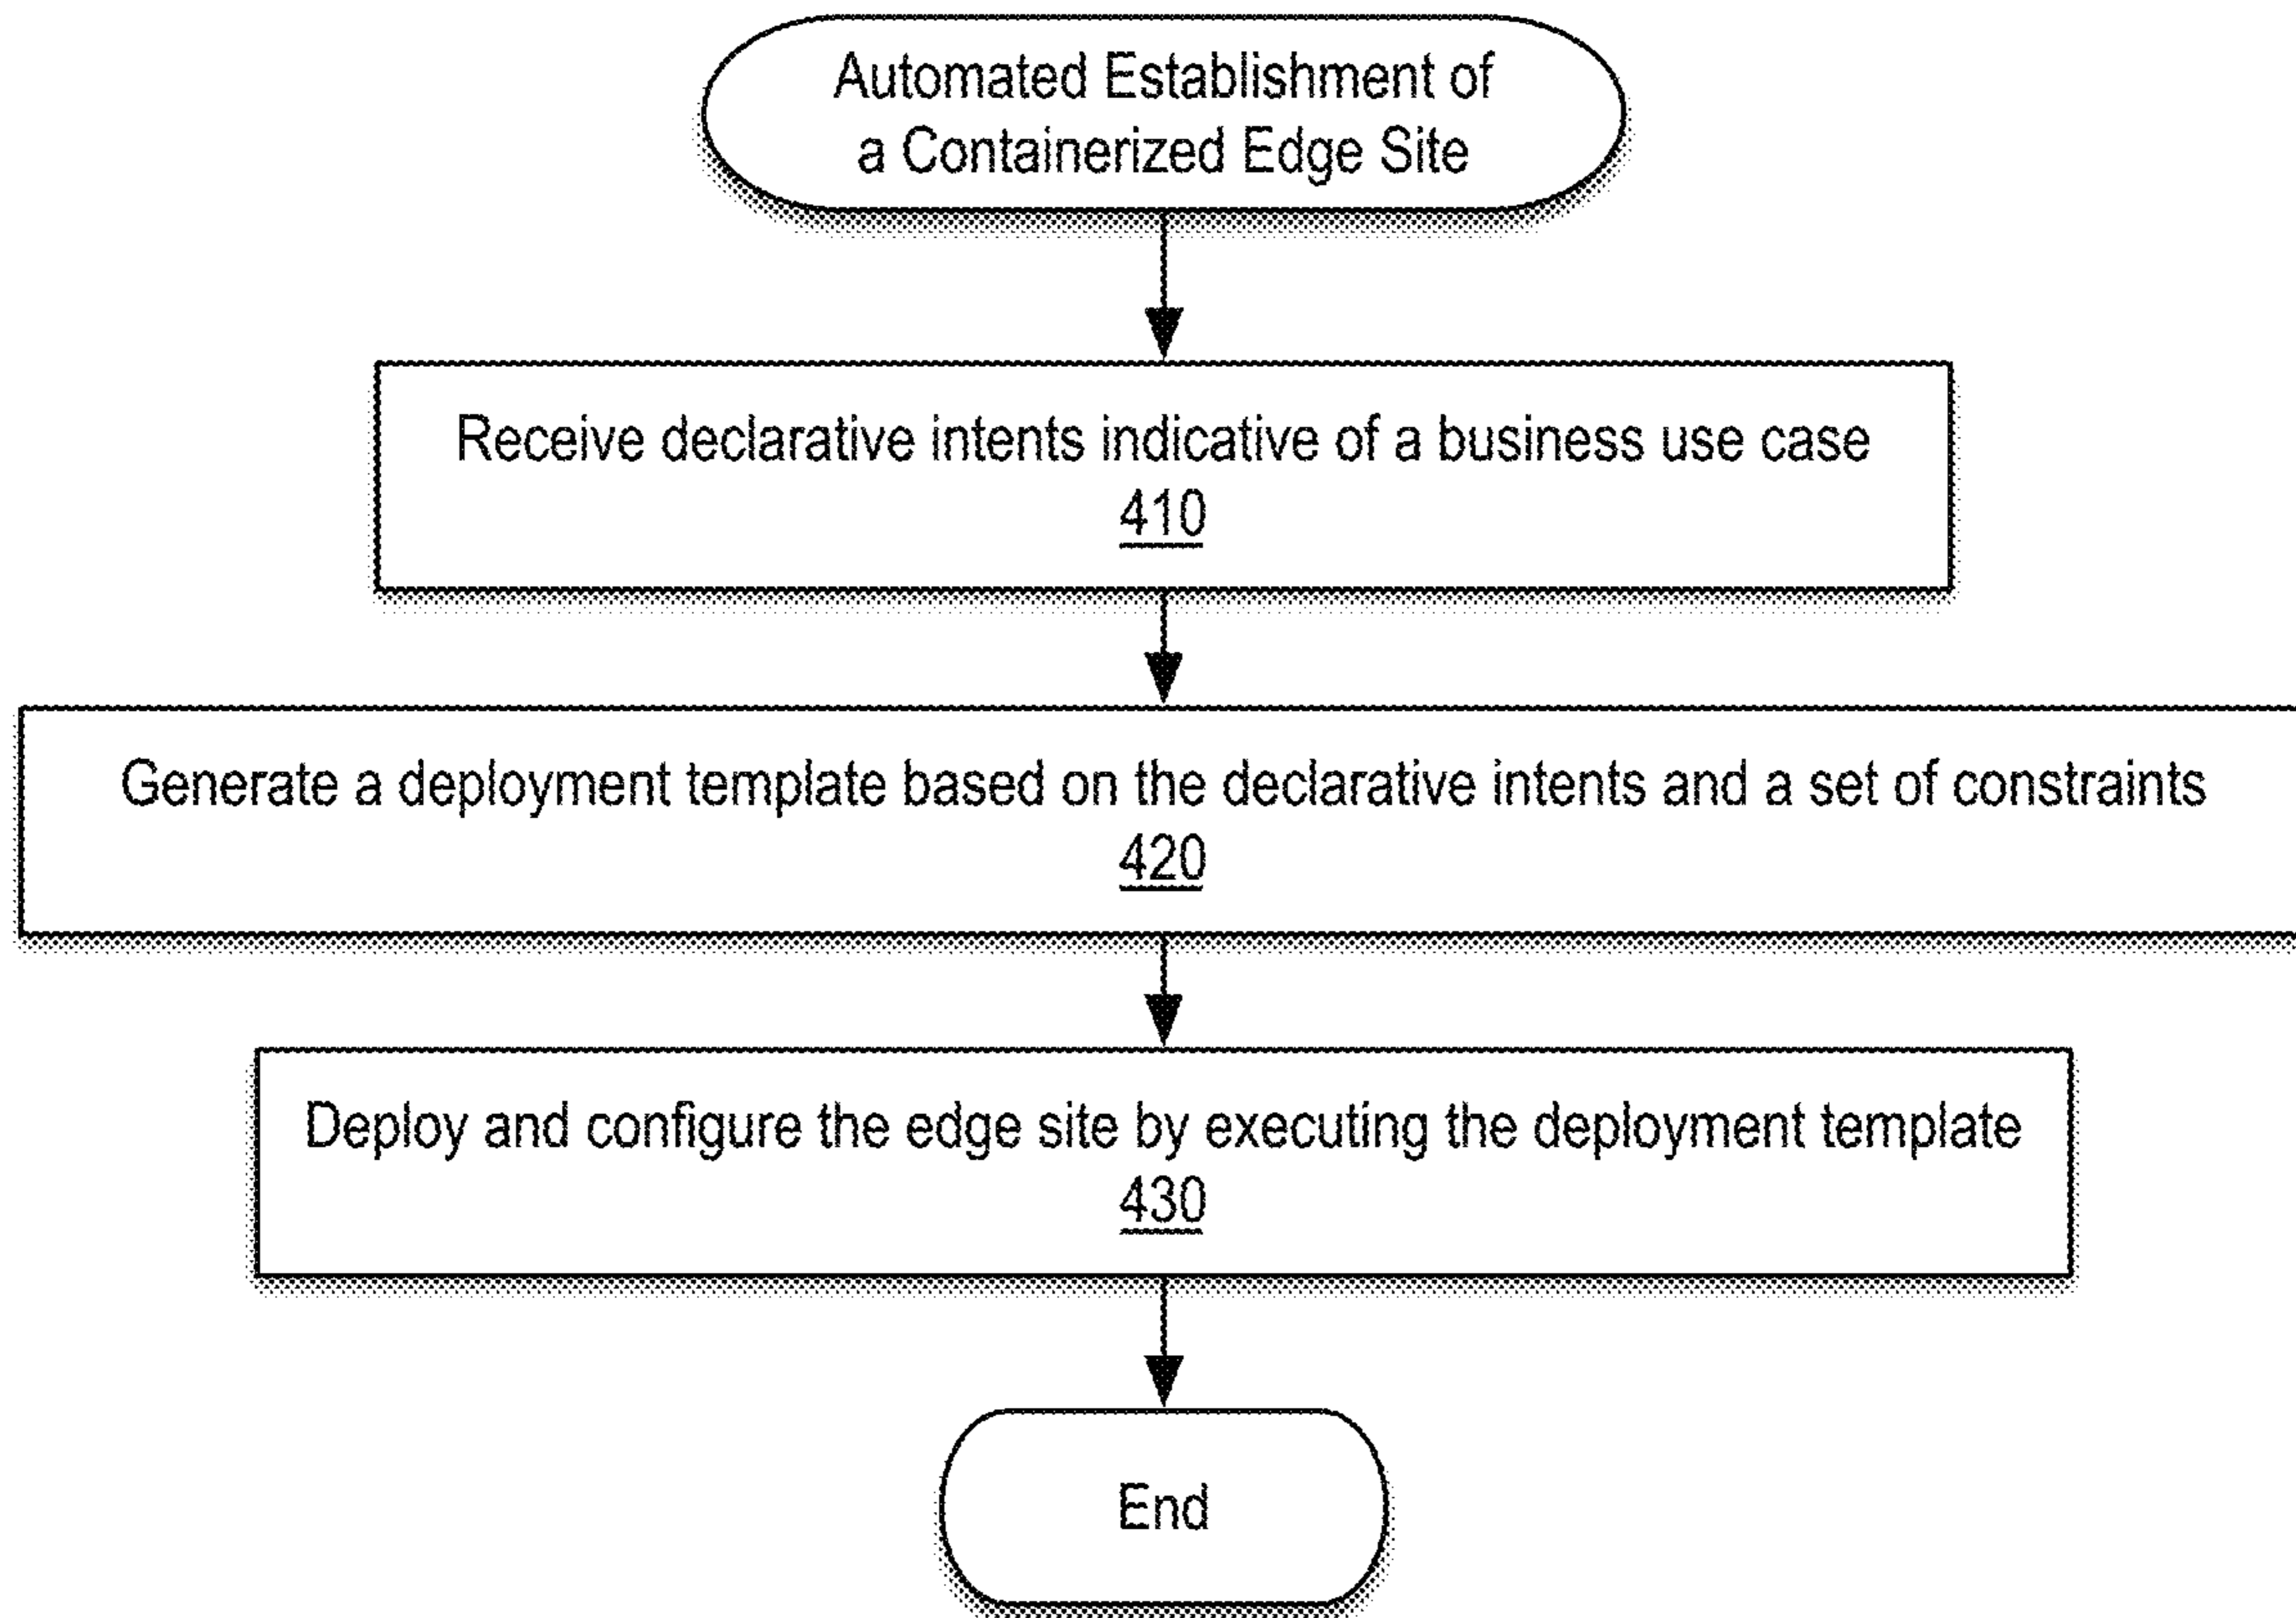 Automated Establishment of
a Containerized Edge Site
Receive declarative intents indicative of a business use case
410
Generate a deployment template based on the declarative intents and a set of constraints
420
Deploy and configure the edge site by executing the deployment template
430
End